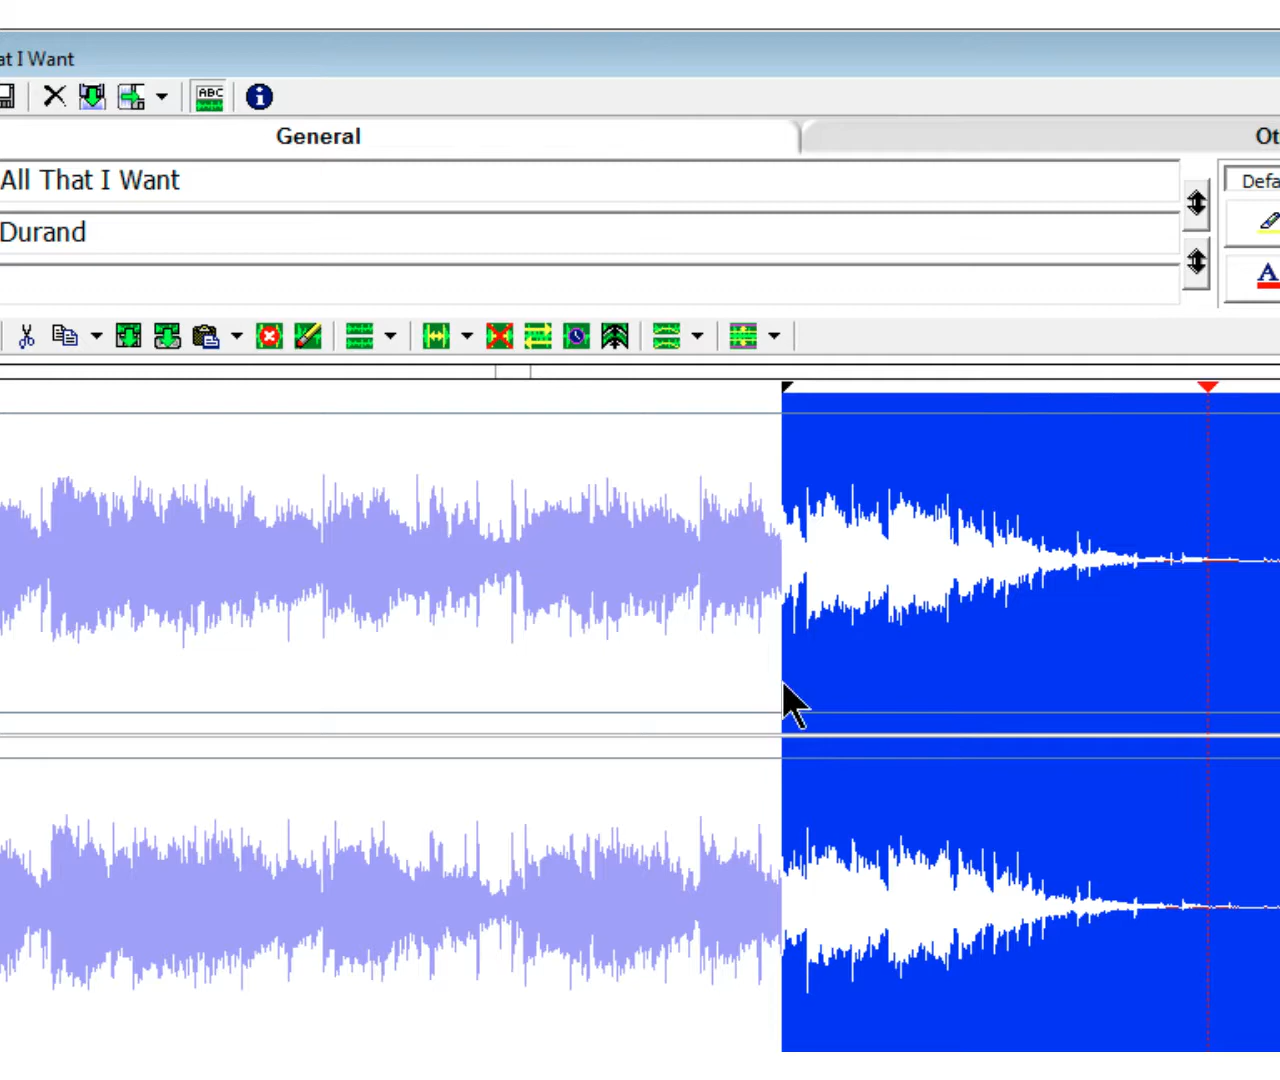 at I Want
ABC
General
Ot
All That I Want
Defa
Durand
A